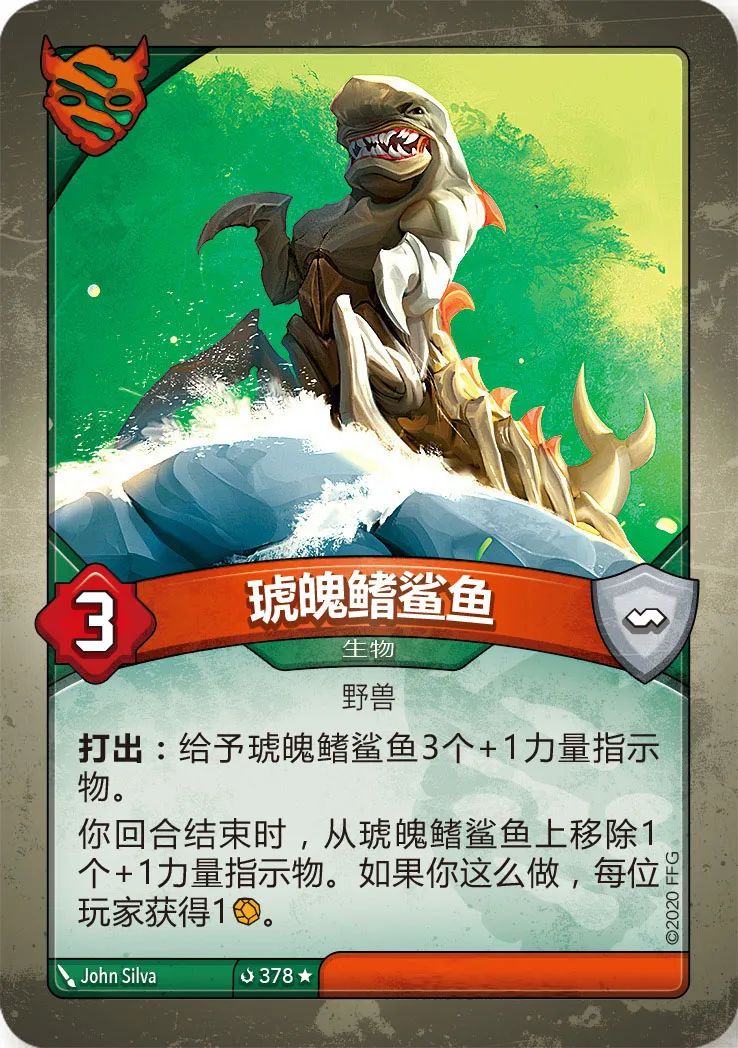 3
琥魄鳍鲨鱼
生物
野兽
打出：给予琥魄鳍鲨鱼3个+1力量指示
物。
你回合结束时，从琥魄鳍鲨鱼上移除1
个+1力量指示物。如果你这么做，每位
玩家获得1。
©2020 FFG
John Silva
378★